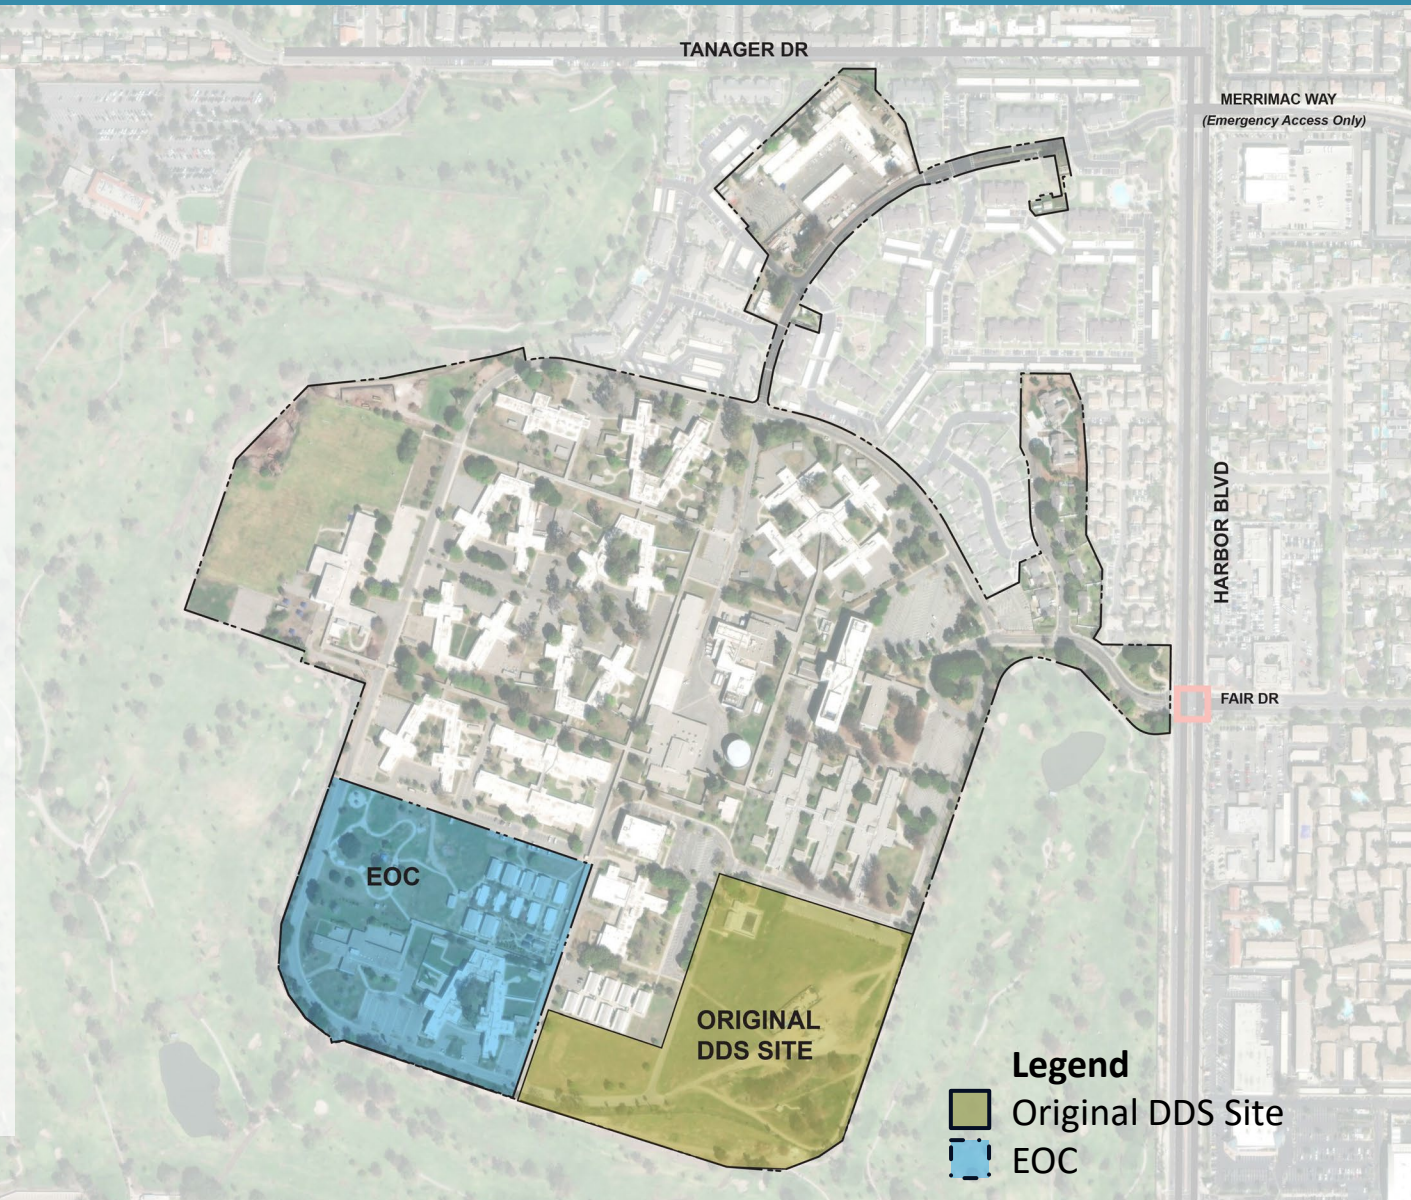 TANAGER DR
MERRIMAC WAY
(Emergency Access Only)
HARBOR BLVD
FAIR DR
EOC
ORIGINAL
DDS SITE
Legend
Original DDS Site
EOC